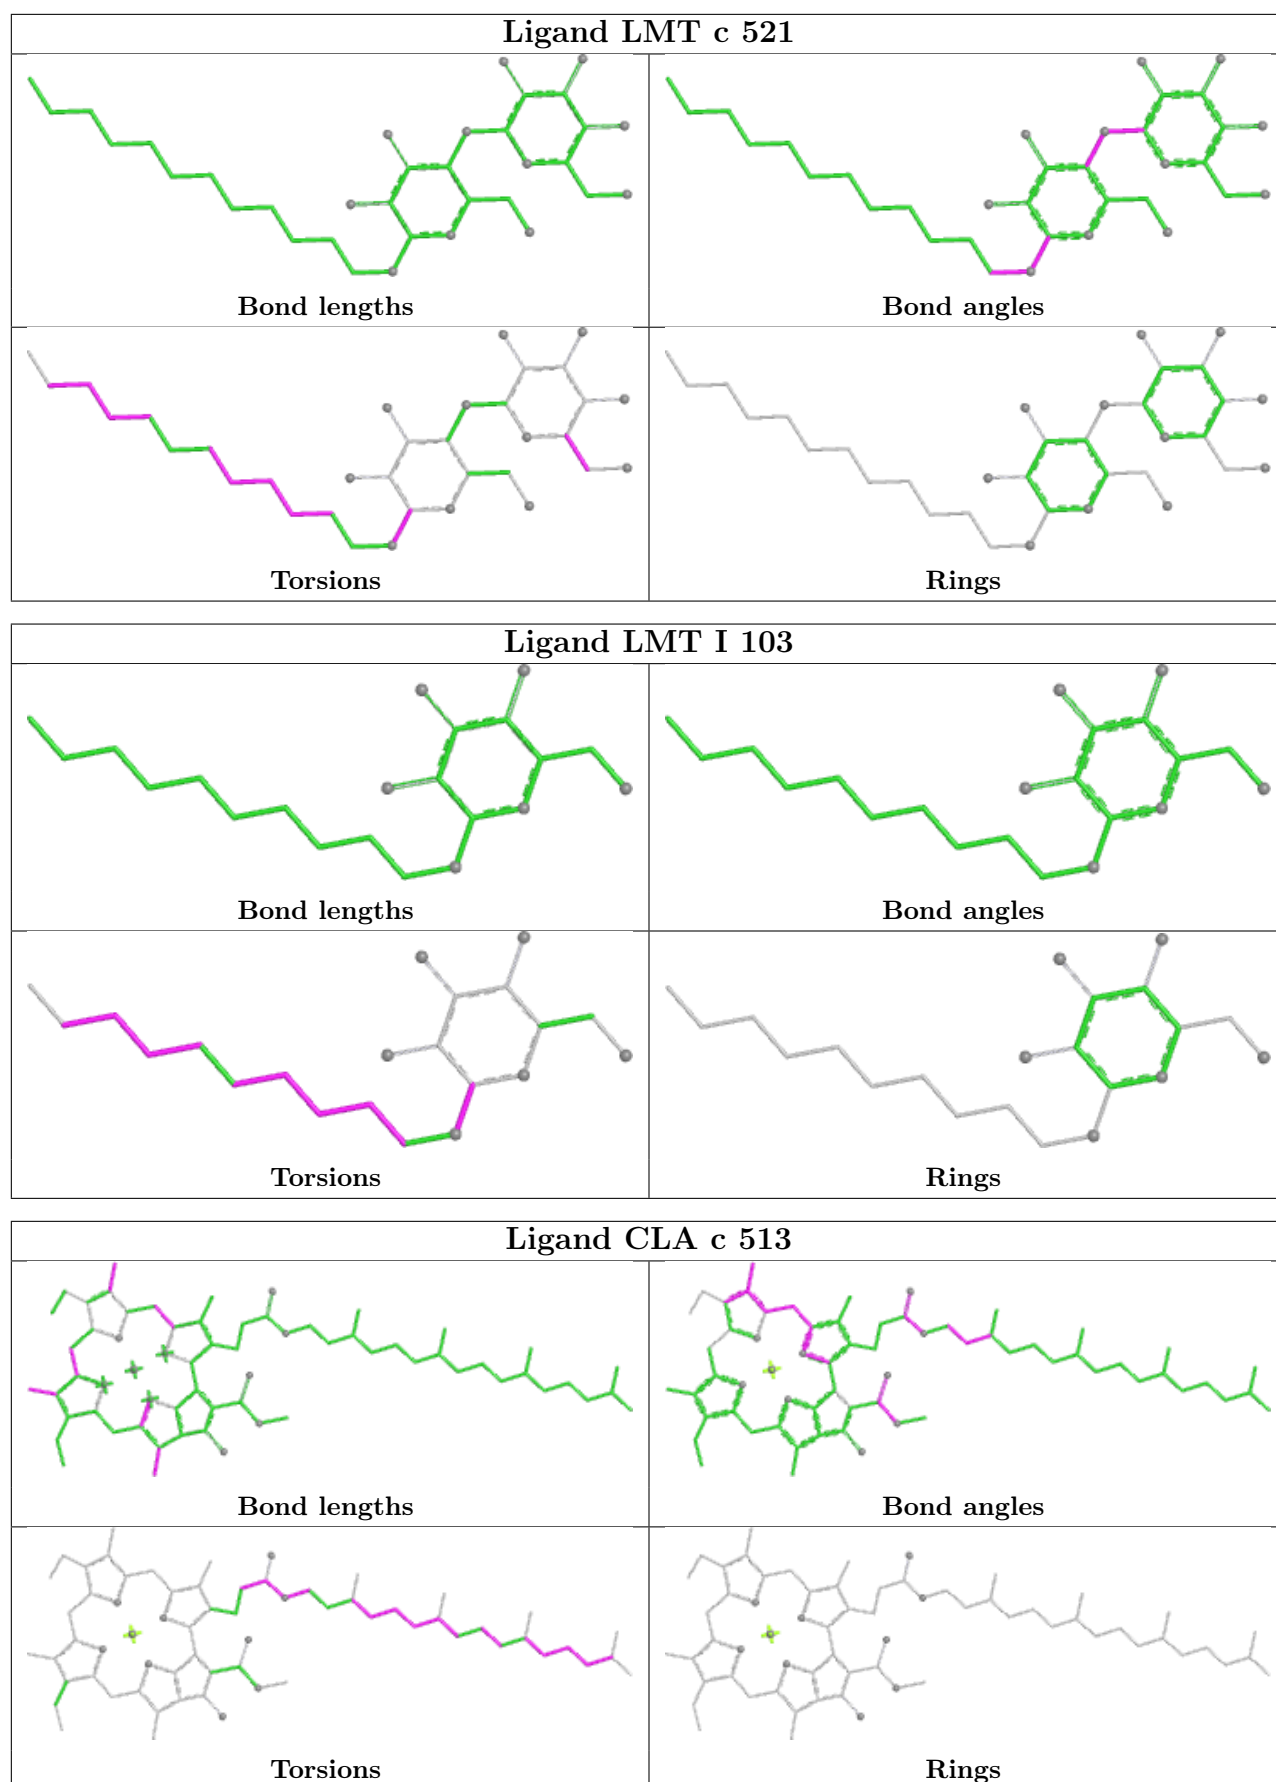 Ligand LMT c 521
Bond lengths
Bond angles
Torsions
Rings
Ligand LMT I 103
Bond lengths
Bond angles
Torsions
Rings
Ligand CLA c 513
Bond lengths
Bond angles
Torsions
Rings